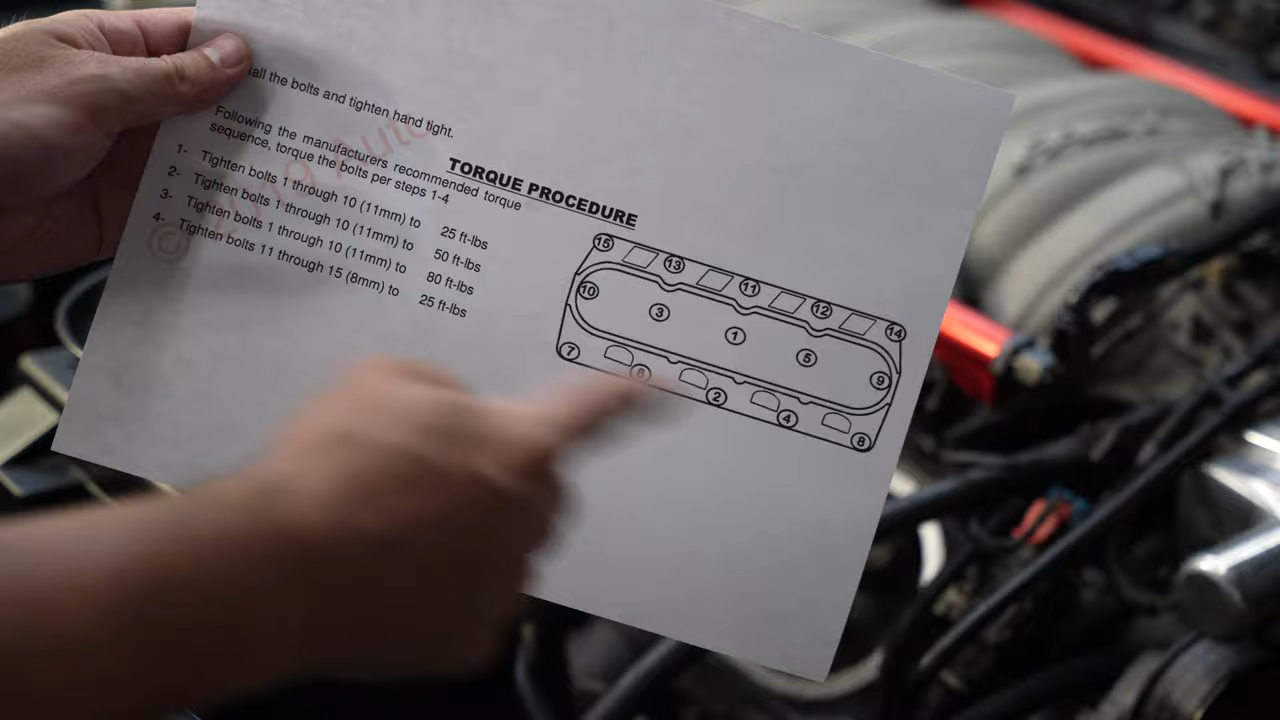 tall the bolts and tighten hand tight.
Following the manufacturers recommended torque
sequence, torque the bolts per steps 1-4
1- Tighten bolts 1 through 10 (11mm) to 25 ft-lbs
2- Tighten bolts 1 through 10 (11mm) to 50 ft-lbs
3- Tighten bolts 1 through 10 (11mm) to 80 ft-lbs
4- Tighten bolts 11 through 15 (8mm) to 25 ft-lbs
© 2019 Auto
TORQUE PROCEDURE
15 13 11 12 14
10 3 1 5 9
7 6 2 4 8